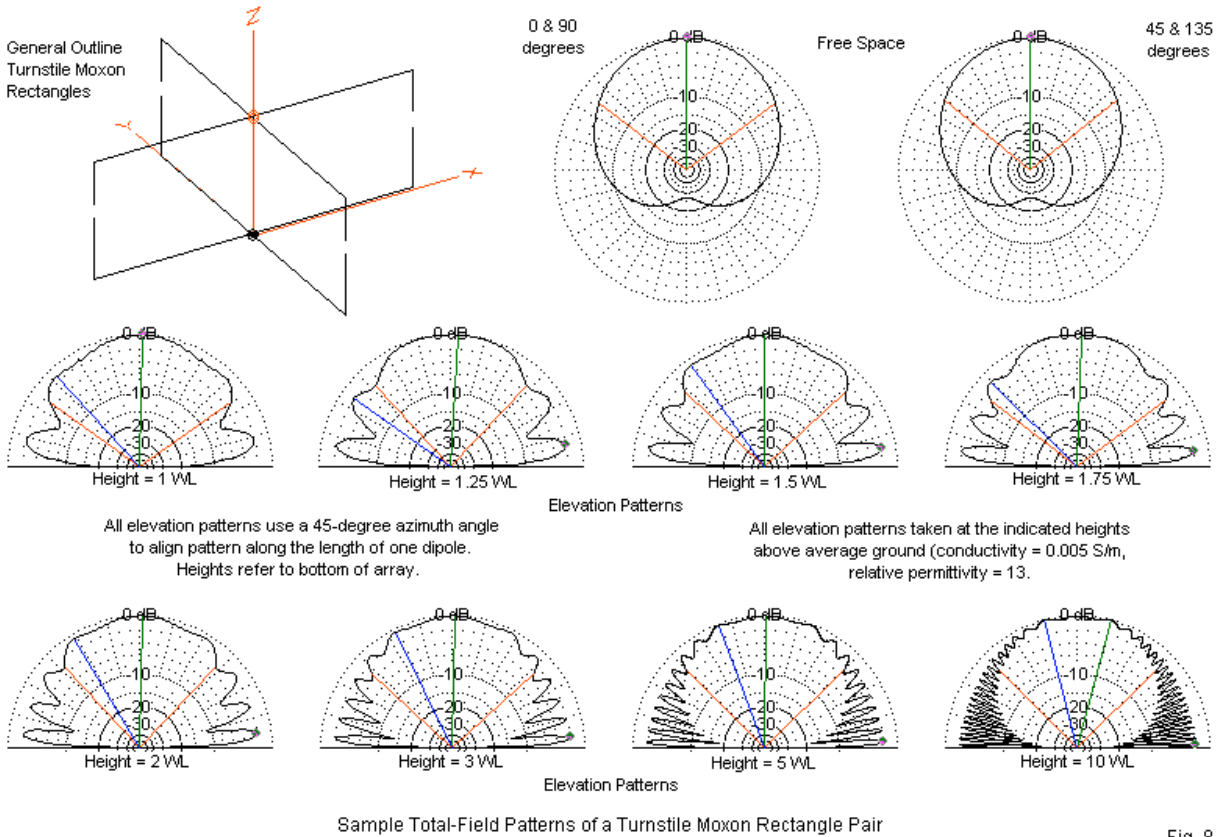 General Outline
Turnstile Moxon
Rectangles
Z
Y
X
0 & 90
degrees
Free Space
45 & 135
degrees
0 dB
-10
20
30
0 dB
-10
20
30
0 dB
-10
-20
30
Height = 1 WL
0 dB
-10
-20
30
Height = 1.25 WL
0 dB
-10
-20
30
Height = 1.5 WL
0 dB
-10
-20
30
Height = 1.75 WL
Elevation Patterns
All elevation patterns use a 45-degree azimuth angle
to align pattern along the length of one dipole.
Heights refer to bottom of array.
All elevation patterns taken at the indicated heights
above average ground (conductivity = 0.005 S/m,
relative permittivity = 13.
0 dB
-10
-20
30
Height = 2 WL
0 dB
-10
-20
30
Height = 3 WL
0 dB
-10
-20
30
Height = 5 WL
0 dB
-10
-20
30
Height = 10 WL
Elevation Patterns
Sample Total-Field Patterns of a Turnstile Moxon Rectangle Pair